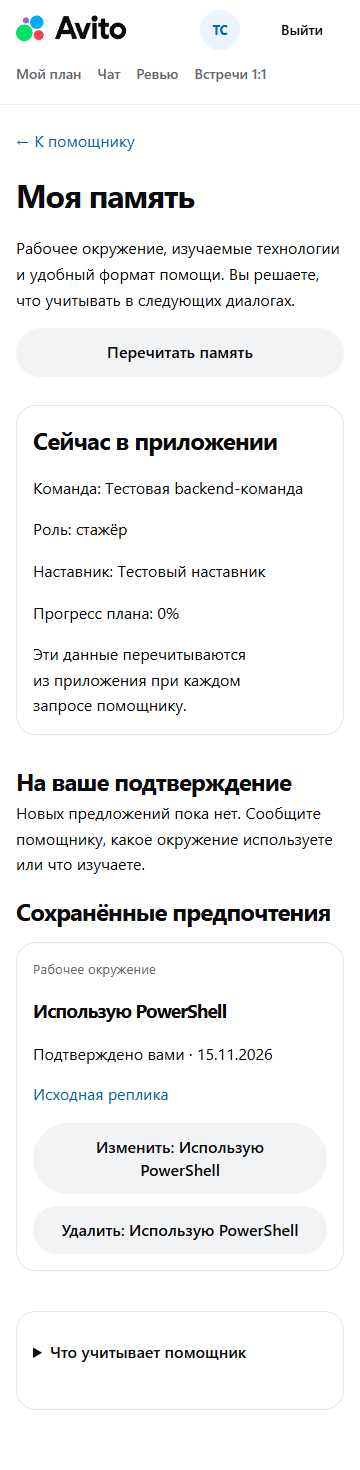 Avito
ТС
Выйти
Мой план Чат Ревью Встречи 1:1
← К помощнику
Моя память
Рабочее окружение, изучаемые технологии
и удобный формат помощи. Вы решаете,
что учитывать в следующих диалогах.
Перечитать память
Сейчас в приложении
Команда: Тестовая backend-команда
Роль: стажёр
Наставник: Тестовый наставник
Прогресс плана: 0%
Эти данные перечитываются
из приложения при каждом
запросе помощнику.
На ваше подтверждение
Новых предложений пока нет. Сообщите
помощнику, какое окружение используете
или что изучаете.
Сохранённые предпочтения
Рабочее окружение
Использую PowerShell
Подтверждено вами · 15.11.2026
Исходная реплика
Изменить: Использую
PowerShell
Удалить: Использую PowerShell
Что учитывает помощник